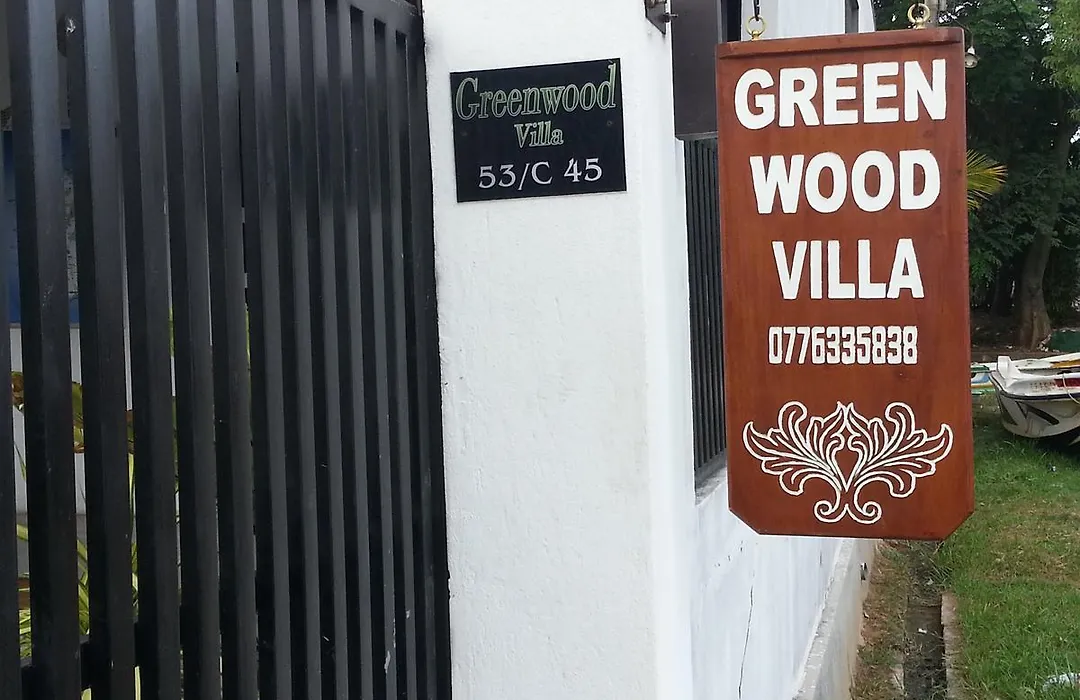 Greenwood
Villa
53/C 45
GREEN
WOOD
VILLA
0776335838